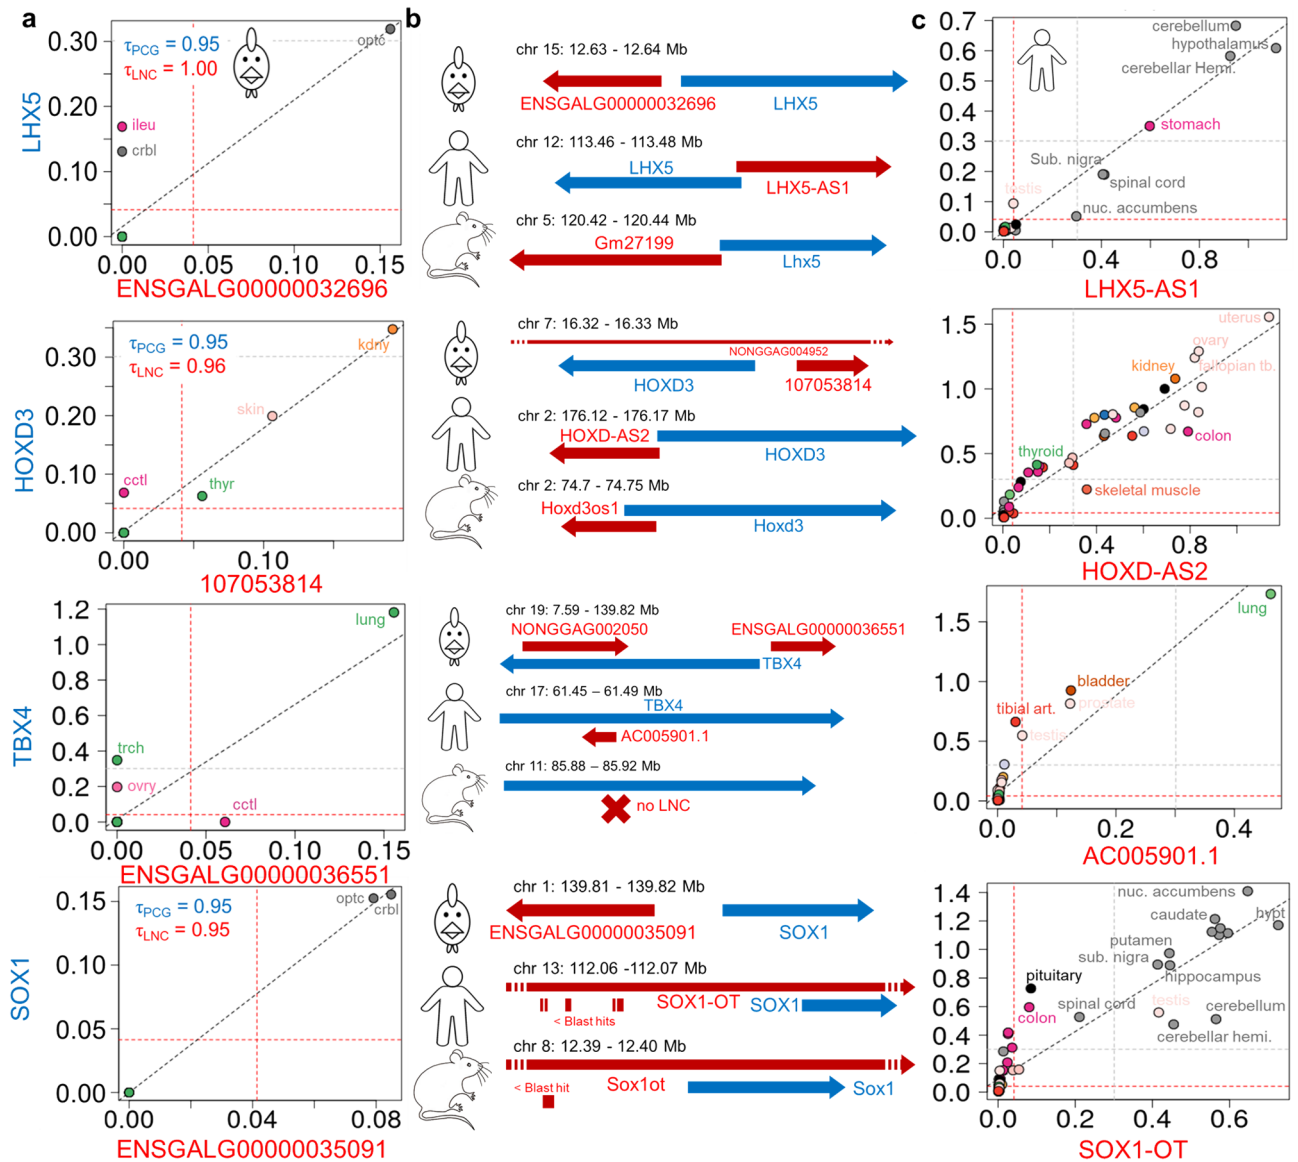 a
LHX5
0.30
0.20
0.10
0.00
τPCG = 0.95
τLNC = 1.00
optc
ileu
crbl
0.00
0.05
0.10
0.15
ENSGALG00000032696
HOXD3
0.30
0.20
0.10
0.00
τPCG = 0.95
τLNC = 0.96
kdny
skin
cctl
thyr
0.00
0.10
107053814
TBX4
1.2
1.0
0.8
0.6
0.4
0.2
0.0
lung
trch
ovry
cctl
0.00
0.05
0.10
0.15
ENSGALG00000036551
SOX1
0.15
0.10
0.05
0.00
τPCG = 0.95
τLNC = 0.95
optc
crbl
0.00
0.04
0.08
ENSGALG00000035091
b
chr 15: 12.63 - 12.64 Mb
ENSGALG00000032696
LHX5
chr 12: 113.46 - 113.48 Mb
LHX5
LHX5-AS1
chr 5: 120.42 - 120.44 Mb
Gm27199
Lhx5
chr 7: 16.32 - 16.33 Mb
NONGGAG004952
HOXD3
107053814
chr 2: 176.12 - 176.17 Mb
HOXD-AS2
HOXD3
chr 2: 74.7 - 74.75 Mb
Hoxd3os1
Hoxd3
chr 19: 7.59 - 139.82 Mb
NONGGAG002050
ENSGALG00000036551
TBX4
chr 17: 61.45 – 61.49 Mb
TBX4
AC005901.1
chr 11: 85.88 – 85.92 Mb
no LNC
chr 1: 139.81 - 139.82 Mb
ENSGALG00000035091
SOX1
chr 13: 112.06 -112.07 Mb
SOX1-OT
SOX1
< Blast hits
chr 8: 12.39 - 12.40 Mb
< Blast hit
Sox1ot
Sox1
c
0.7
0.6
0.5
0.4
0.3
0.2
0.1
0.0
cerebellum
hypothalamus
cerebellar Hemi.
stomach
Sub. nigra
spinal cord
testis
nuc. accumbens
0.0
0.4
0.8
LHX5-AS1
1.5
1.0
0.5
0.0
uterus
ovary
fallopian tb.
kidney
colon
thyroid
skeletal muscle
0.0
0.4
0.8
HOXD-AS2
1.5
1.0
0.5
0.0
lung
bladder
prostate
tibial art.
testis
0.0
0.2
0.4
AC005901.1
1.4
1.2
1.0
0.8
0.6
0.4
0.2
0.0
nuc. accumbens
caudate
hypt
putamen
sub. nigra
hippocampus
pituitary
spinal cord
testis
cerebellum
colon
cerebellar hemi.
0.0
0.2
0.4
0.6
SOX1-OT